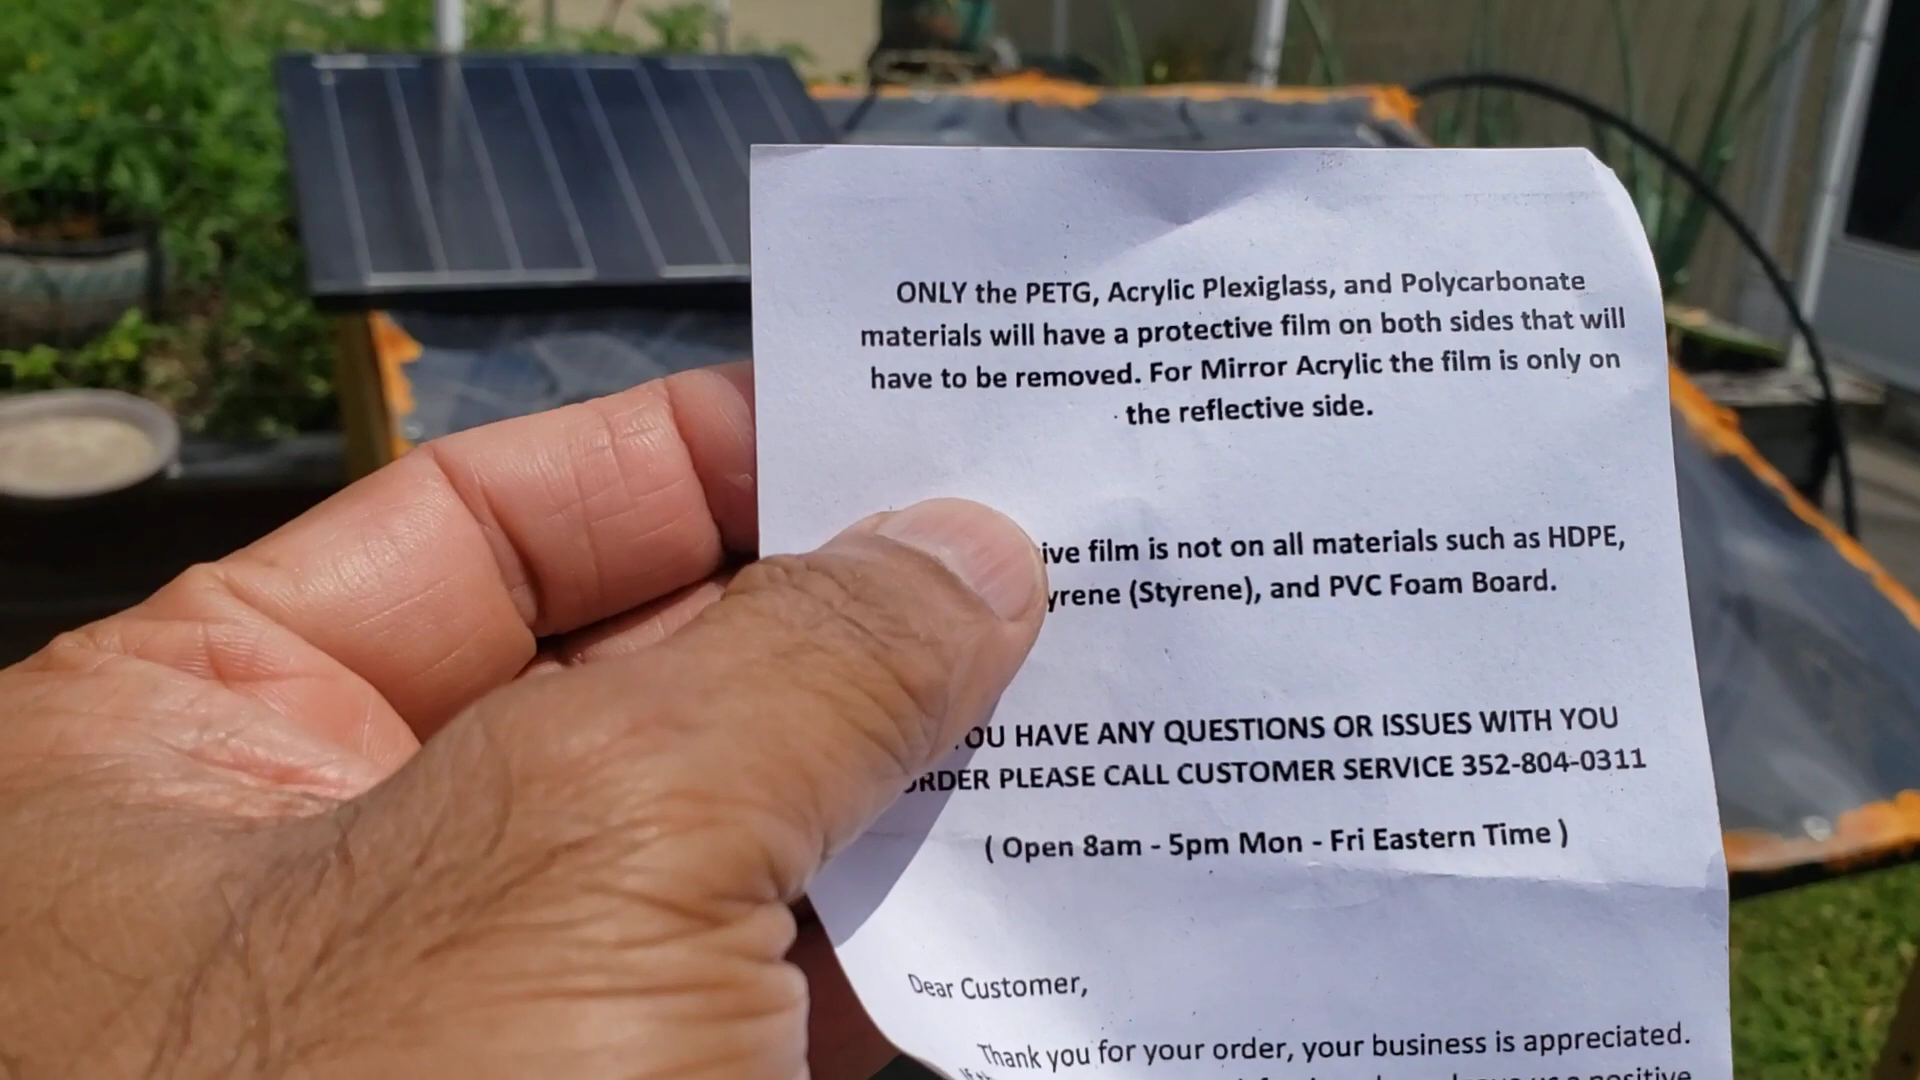 ONLY the PETG, Acrylic Plexiglass, and Polycarbonate
materials will have a protective film on both sides that will
have to be removed. For Mirror Acrylic the film is only on
the reflective side.
film is not on all materials such as HDPE,
(Styrene), and PVC Foam Board.
HAVE ANY QUESTIONS OR ISSUES WITH YOU
PLEASE CALL CUSTOMER SERVICE 352-804-0311
( Open 8am - 5pm Mon - Fri Eastern Time )
Dear Customer,
Thank you for your order, your business is appreciated.